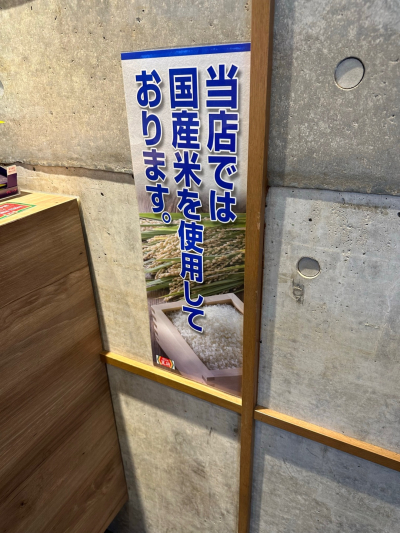 当店では
国産米を使用して
おります。